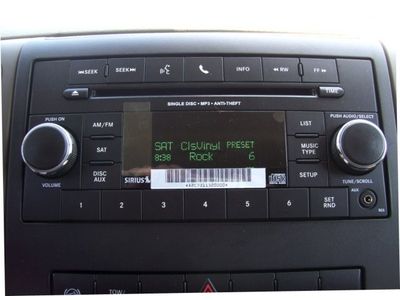 SEEK
SEEK
INFO
RW
FF
SINGLE DISC • MP3 • ANTI-THEFT
TIME
PUSH ON
PUSH AUDIO/SELECT
AM/FM
LIST
SAT ClsVinyl PRESET
8:38 Rock 6
SAT
MUSIC
TYPE
DISC
AUX
SIRIUS
SETUP
VOLUME
TUNE/SCROLL
AUX
1 2 3 4 5 6
SET
RND
TOW/